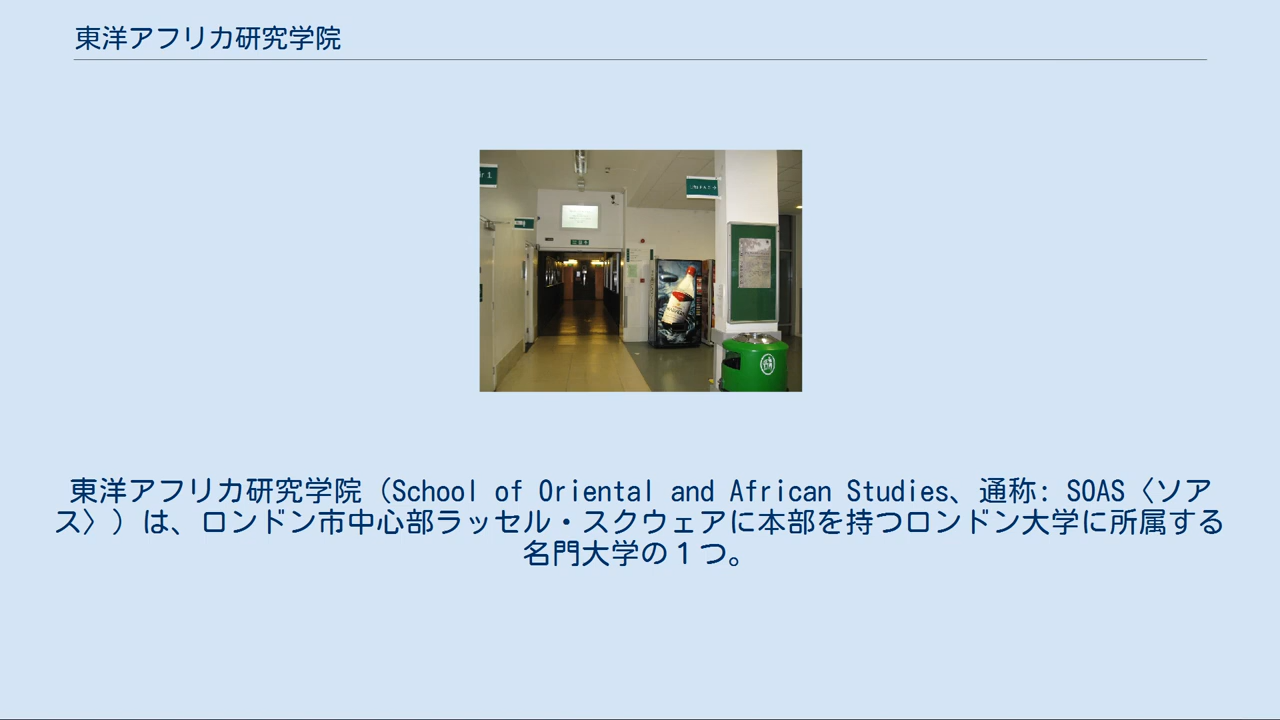 東洋アフリカ研究学院
東洋アフリカ研究学院（School of Oriental and African Studies、通称: SOAS〈ソア
ス〉）は、ロンドン市中心部ラッセル・スクウェアに本部を持つロンドン大学に所属する
名門大学の１つ。